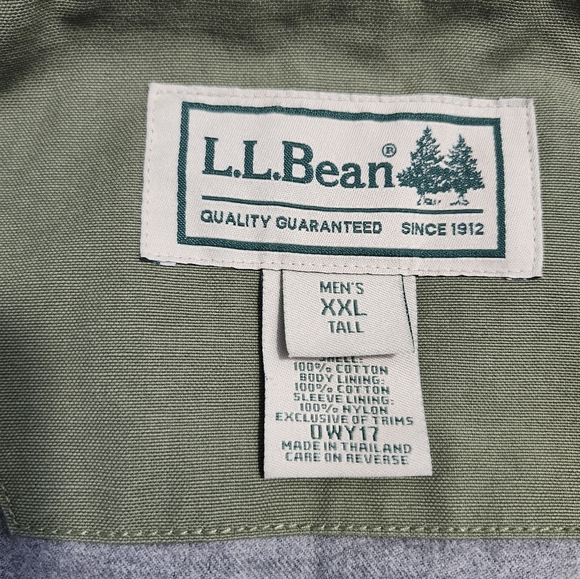 L.L.Bean®
QUALITY GUARANTEED SINCE 1912
MEN'S
XXL
TALL
SHELL:
100% COTTON
BODY LINING:
100% COTTON
SLEEVE LINING:
100% NYLON
EXCLUSIVE OF TRIMS
0WY17
MADE IN THAILAND
CARE ON REVERSE